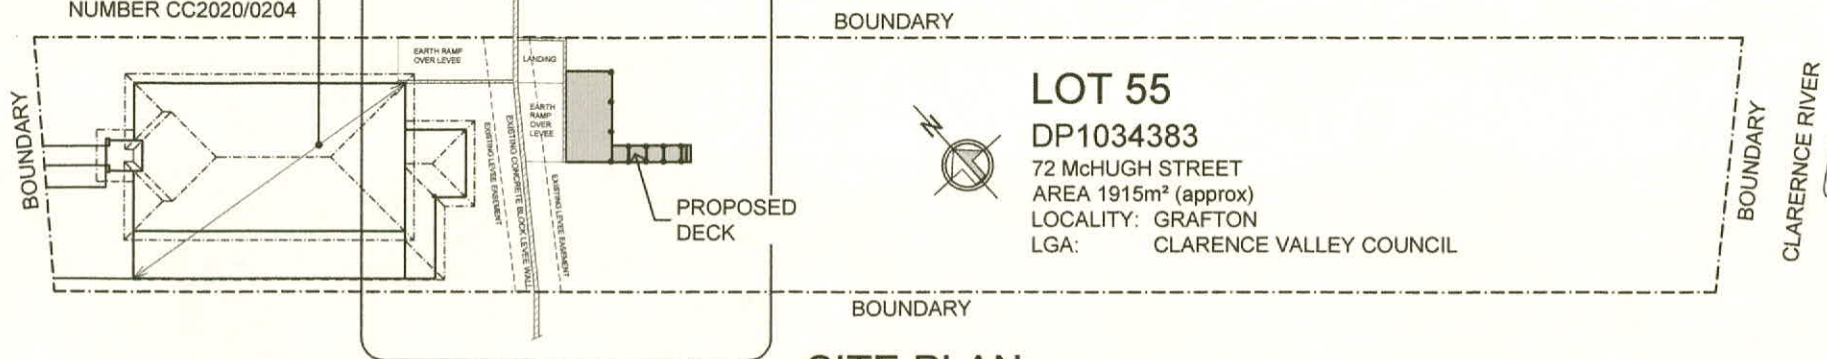 NUMBER CC2020/0204
BOUNDARY
EARTH RAMP
OVER LEVEE
LANDING
EARTH
RAMP
OVER
LEVEE
BOUNDARY
EXISTING LEVEE EASEMENT
EXISTING CONCRETE BLOCK LEVEE WALL
EXISTING LEVEE EASEMENT
PROPOSED
DECK
N
LOT 55
DP1034383
72 McHUGH STREET
AREA 1915m² (approx)
LOCALITY: GRAFTON
LGA: CLARENCE VALLEY COUNCIL
BOUNDARY
CLARERNCE RIVER
BOUNDARY
SITE PLAN